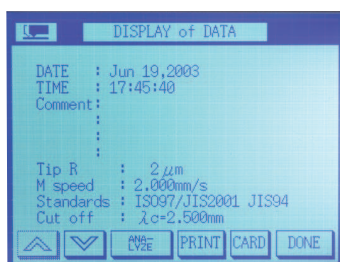 DISPLAY of DATA
DATE : Jun 19,2003
TIME : 17:45:40
Comment:
:
:
:
Tip R : 2μm
M speed : 2.000mm/s
Standards : ISO97/JIS2001 JIS94
Cut off : λc=2.500mm
ANA-
LYZE PRINT CARD DONE